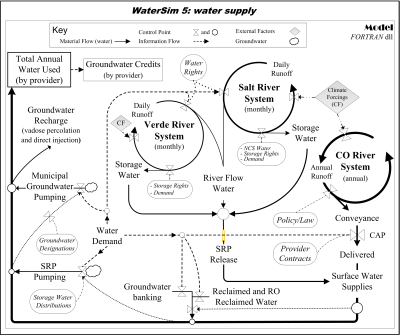 WaterSim 5: water supply
Key
Control Point
and
External Factors
Material Flow (water)
Information Flow
Groundwater
Model
FORTRAN dll
Total Annual
Water Used
(by provider)
Groundwater Credits
(by provider)
Water
Rights
Daily
Runoff
Salt River
System
(monthly)
Climate
Forcings
(CF)
Groundwater
Recharge
(vadose percolation
and direct injection)
Daily
Runoff
CF
Verde River
System
(monthly)
Storage
Water
NCS Water
- Storage Rights
- Demand
CO River
System
(annual)
Annual
Runoff
Municipal
Groundwater
Pumping
Storage
Water
- Storage Rights
- Demand
River Flow
Water
Policy/Law
Conveyance
Groundwater
Designations
Water
Demand
CAP
SRP
Release
Provider
Contracts
Delivered
SRP
Pumping
Surface Water
Supplies
Storage Water
Distributions
Groundwater
banking
Reclaimed and RO
Reclaimed Water